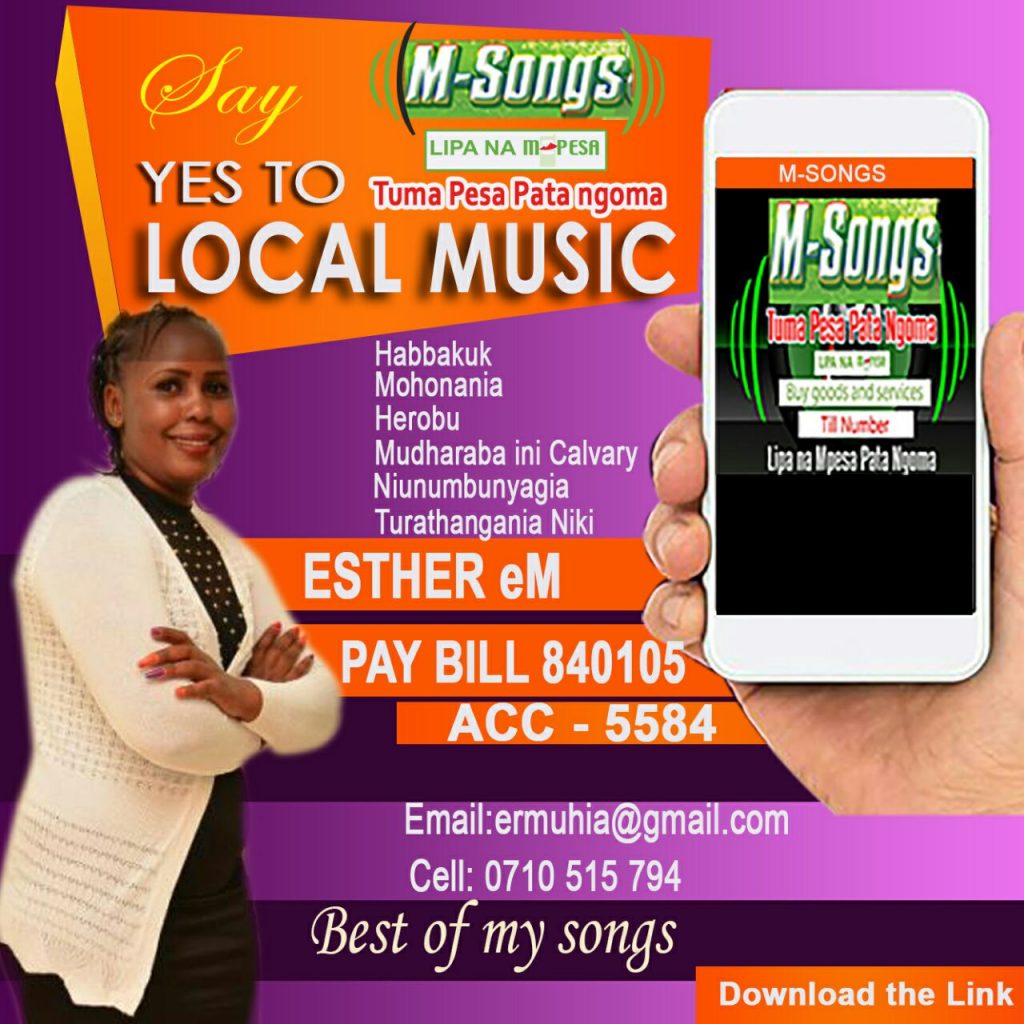 Say
M-Songs
LIPA NA M-PESA
YES TO
Tuma Pesa Pata ngoma
LOCAL MUSIC
M-SONGS
M-Songs
Tuma Pesa Pata Ngoma
LIPA NA M-PESA
Buy goods and services
Till Number
Lipa na Mpesa Pata Ngoma
Habbakuk
Mohonania
Herobu
Mudharaba ini Calvary
Niunumbunyagia
Turathangania Niki
ESTHER eM
PAY BILL 840105
ACC - 5584
Email:ermuhia@gmail.com
Cell: 0710 515 794
Best of my songs
Download the Link